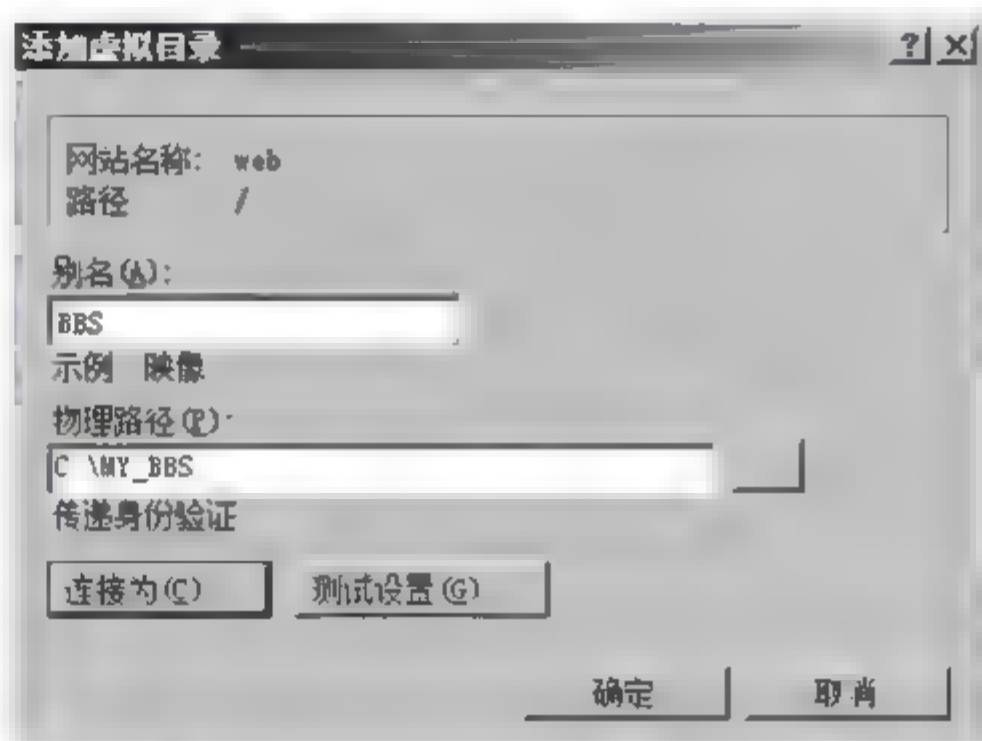 添加虚拟目录
网站名称: web
路径 /
别名(A):
BBS
示例 映像
物理路径(P):
C \MY_BBS
传递身份验证
连接为(C) 测试设置(G)
确定 取消